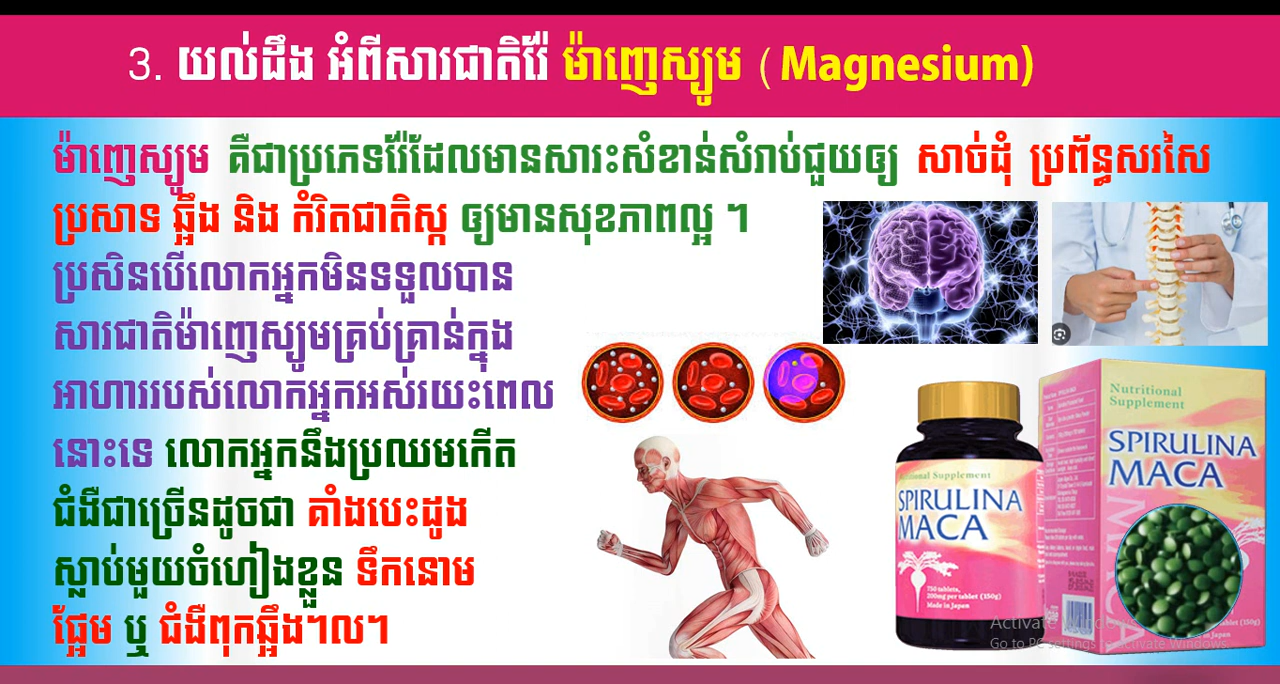 3. យល់ដឹង អំពីសារជាតិរ៉ែ ម៉ាញេស្យូម (Magnesium)
ម៉ាញេស្យូម គឺជាប្រភេទរ៉ែដែលមានសារះសំខាន់សំរាប់ជួយឲ្យ សាច់ដុំ ប្រព័ន្ធសរសៃ
ប្រសាទ ឆ្អឹង និង កំរិតជាតិស្ករ ឲ្យមានសុខភាពល្អ ។
ប្រសិនបើលោកអ្នកមិនទទួលបាន
សារជាតិម៉ាញេស្យូមគ្រប់គ្រាន់ក្នុង
អាហាររបស់លោកអ្នកអស់រយះពេល
នោះទេ លោកអ្នកនឹងប្រឈមកើត
ជំងឺជាច្រើនដូចជា គាំងបេះដូង
ស្លាប់មួយចំហៀងខ្លួន ទឹកនោម
ផ្អែម ឬ ជំងឺពុកឆ្អឹង។ល។
Nutritional Supplement
SPIRULINA
MACA
750 tablets,
200mg per tablet (150g)
Made in Japan
Nutritional
Supplement
SPIRULINA
MACA
MACA
Activate Windows
Go to PC settings to activate Windows.